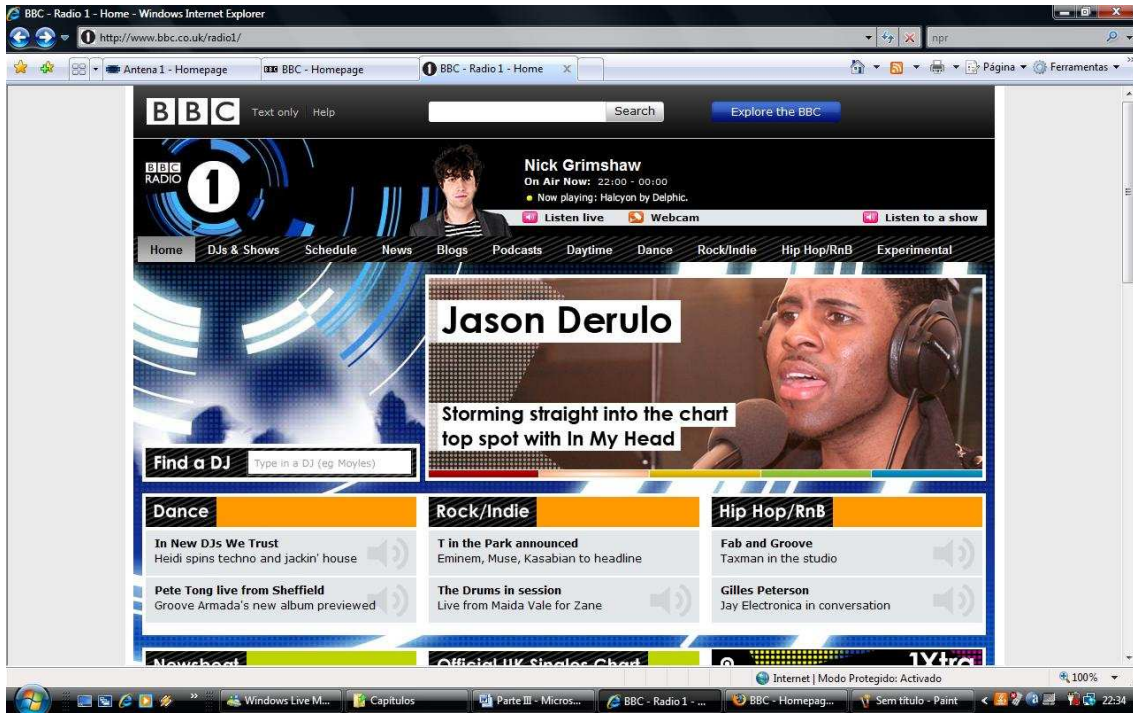 BBC - Radio 1 - Home - Windows Internet Explorer
http://www.bbc.co.uk/radio1/
npr
Antena 1 - Homepage
BBC - Homepage
BBC - Radio 1 - Home
Página
Ferramentas
BBC
Text only
Help
Search
Explore the BBC
BBC
RADIO
1
Nick Grimshaw
On Air Now: 22:00 - 00:00
Now playing: Halcyon by Delphic.
Listen live
Webcam
Listen to a show
Home
DJs & Shows
Schedule
News
Blogs
Podcasts
Daytime
Dance
Rock/Indie
Hip Hop/RnB
Experimental
Jason Derulo
Storming straight into the chart
top spot with In My Head
Find a DJ
Type in a DJ (eg Moyles)
Dance
In New DJs We Trust
Heidi spins techno and jackin' house
Pete Tong live from Sheffield
Groove Armada's new album previewed
Rock/Indie
T in the Park announced
Eminem, Muse, Kasabian to headline
The Drums in session
Live from Maida Vale for Zane
Hip Hop/RnB
Fab and Groove
Taxman in the studio
Gilles Peterson
Jay Electronica in conversation
Newsbeat
Official UK Singles Chart
1Xtra
Internet | Modo Protegido: Activado
100%
Windows Live M...
Capítulos
Parte III - Micros...
BBC - Radio 1 - ...
BBC - Homepag...
Sem título - Paint
22:34